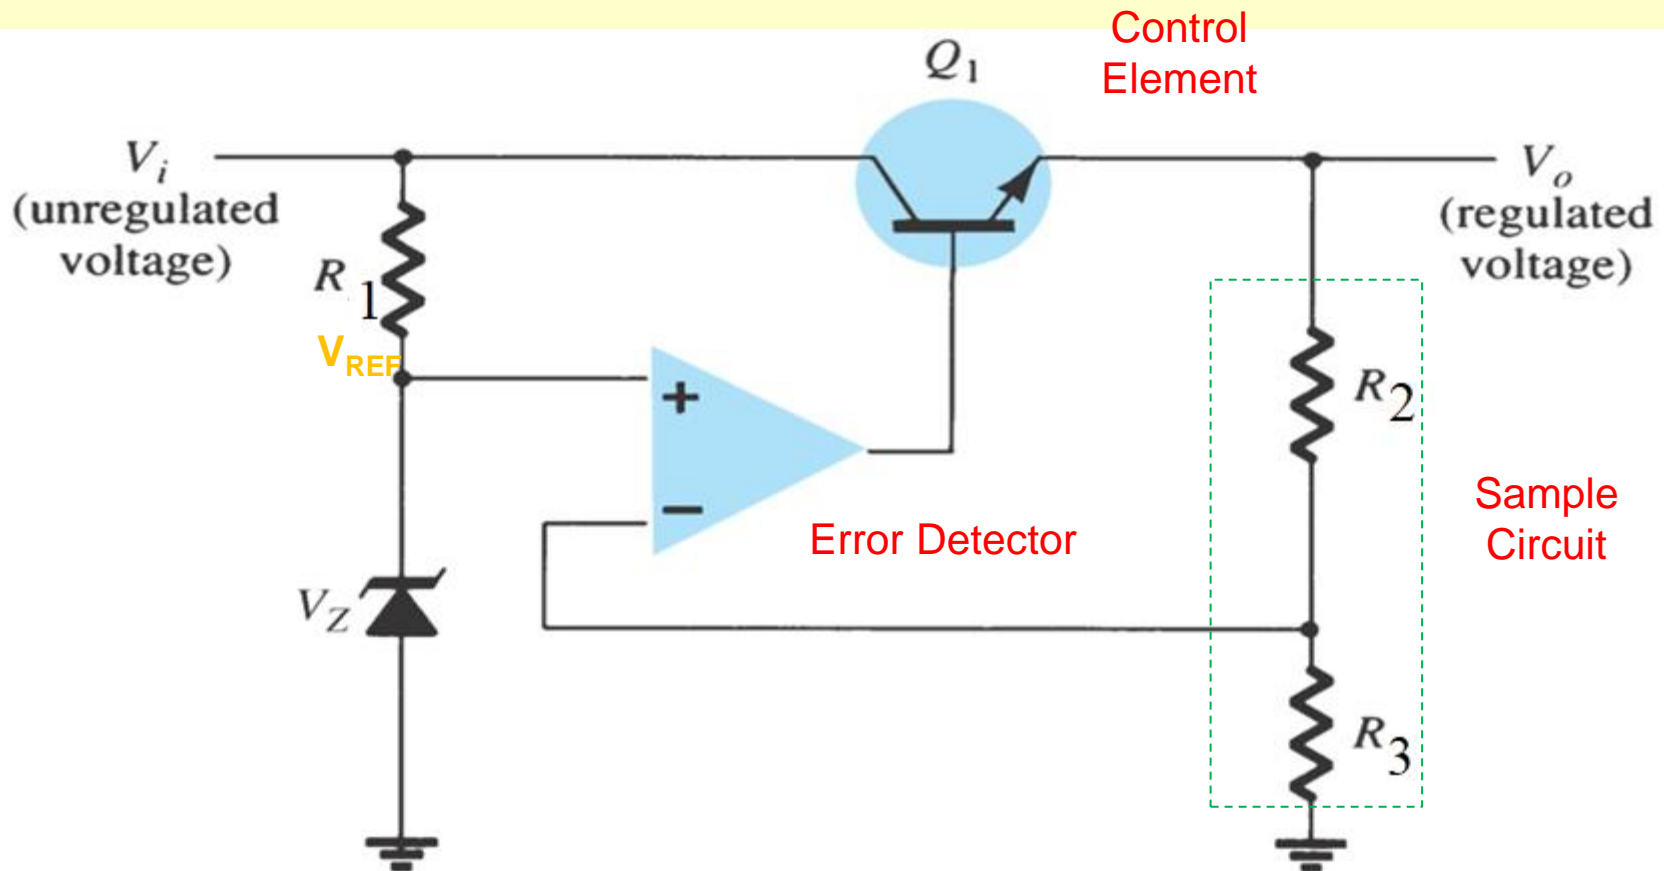 Control
Element
Q1
Vi
(unregulated
voltage)
Vo
(regulated
voltage)
R1
VREF
+
−
R2
Error Detector
Sample
Circuit
VZ
R3